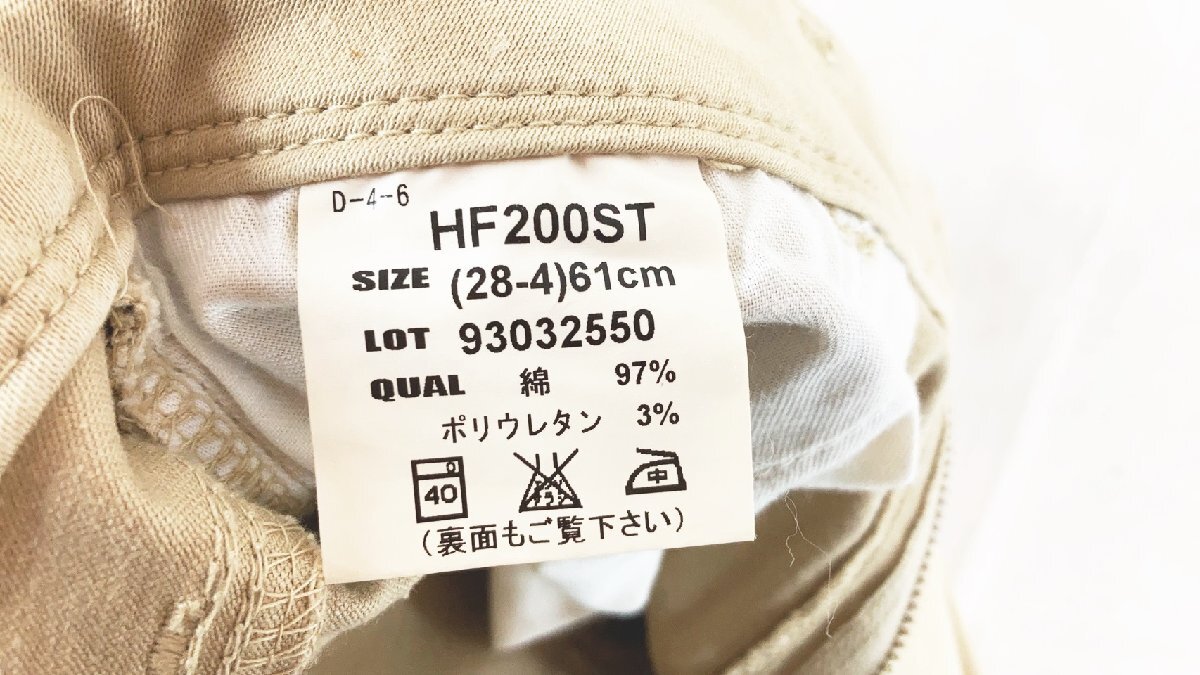 D-4-6
HF200ST
SIZE (28-4)61cm
LOT 93032550
QUAL 綿 97%
ポリウレタン 3%
40 中
(裏面もご覧下さい)